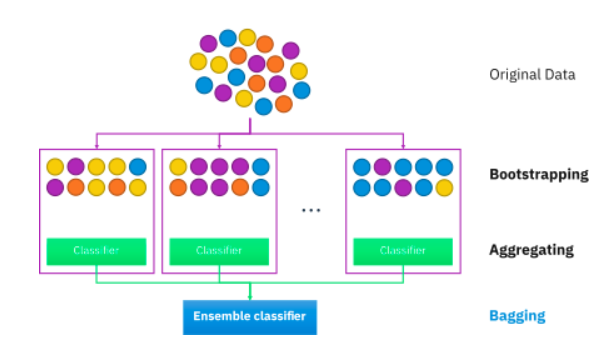 Original Data
Bootstrapping
...
Classifier Classifier Classifier Aggregating
Ensemble classifier Bagging